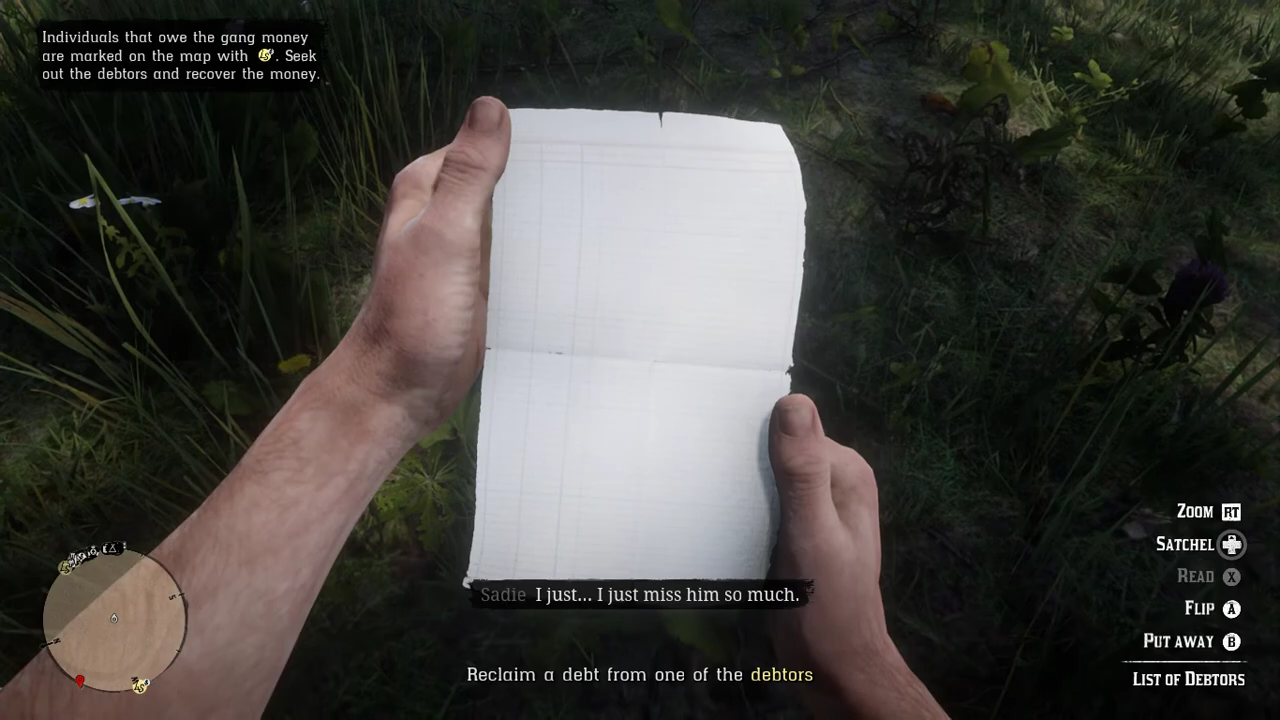 Individuals that owe the gang money
are marked on the map with LS. Seek
out the debtors and recover the money.
Zoom RT
Satchel
Read X
Flip A
Put away B
Sadie I just... I just miss him so much.
Reclaim a debt from one of the debtors
List of Debtors